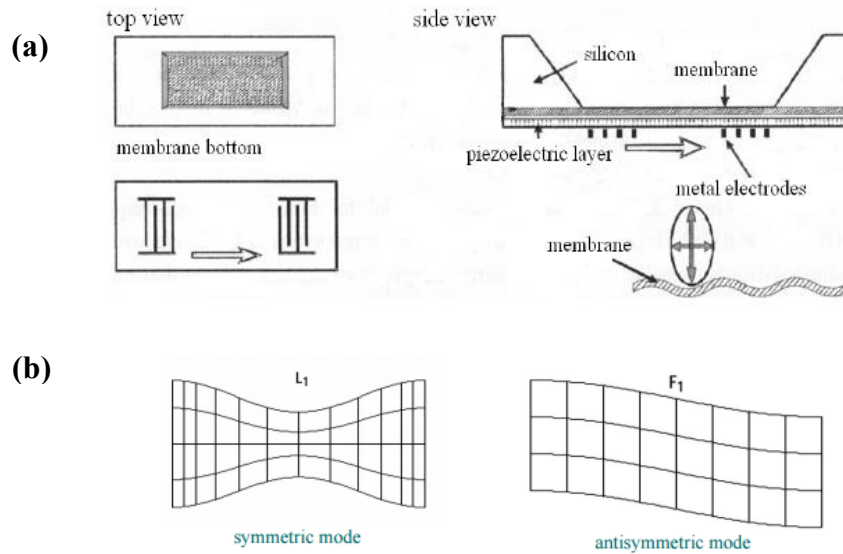 (a)
top view
side view
silicon
membrane
membrane bottom
piezoelectric layer
metal electrodes
membrane
(b)
L1
F1
symmetric mode
antisymmetric mode